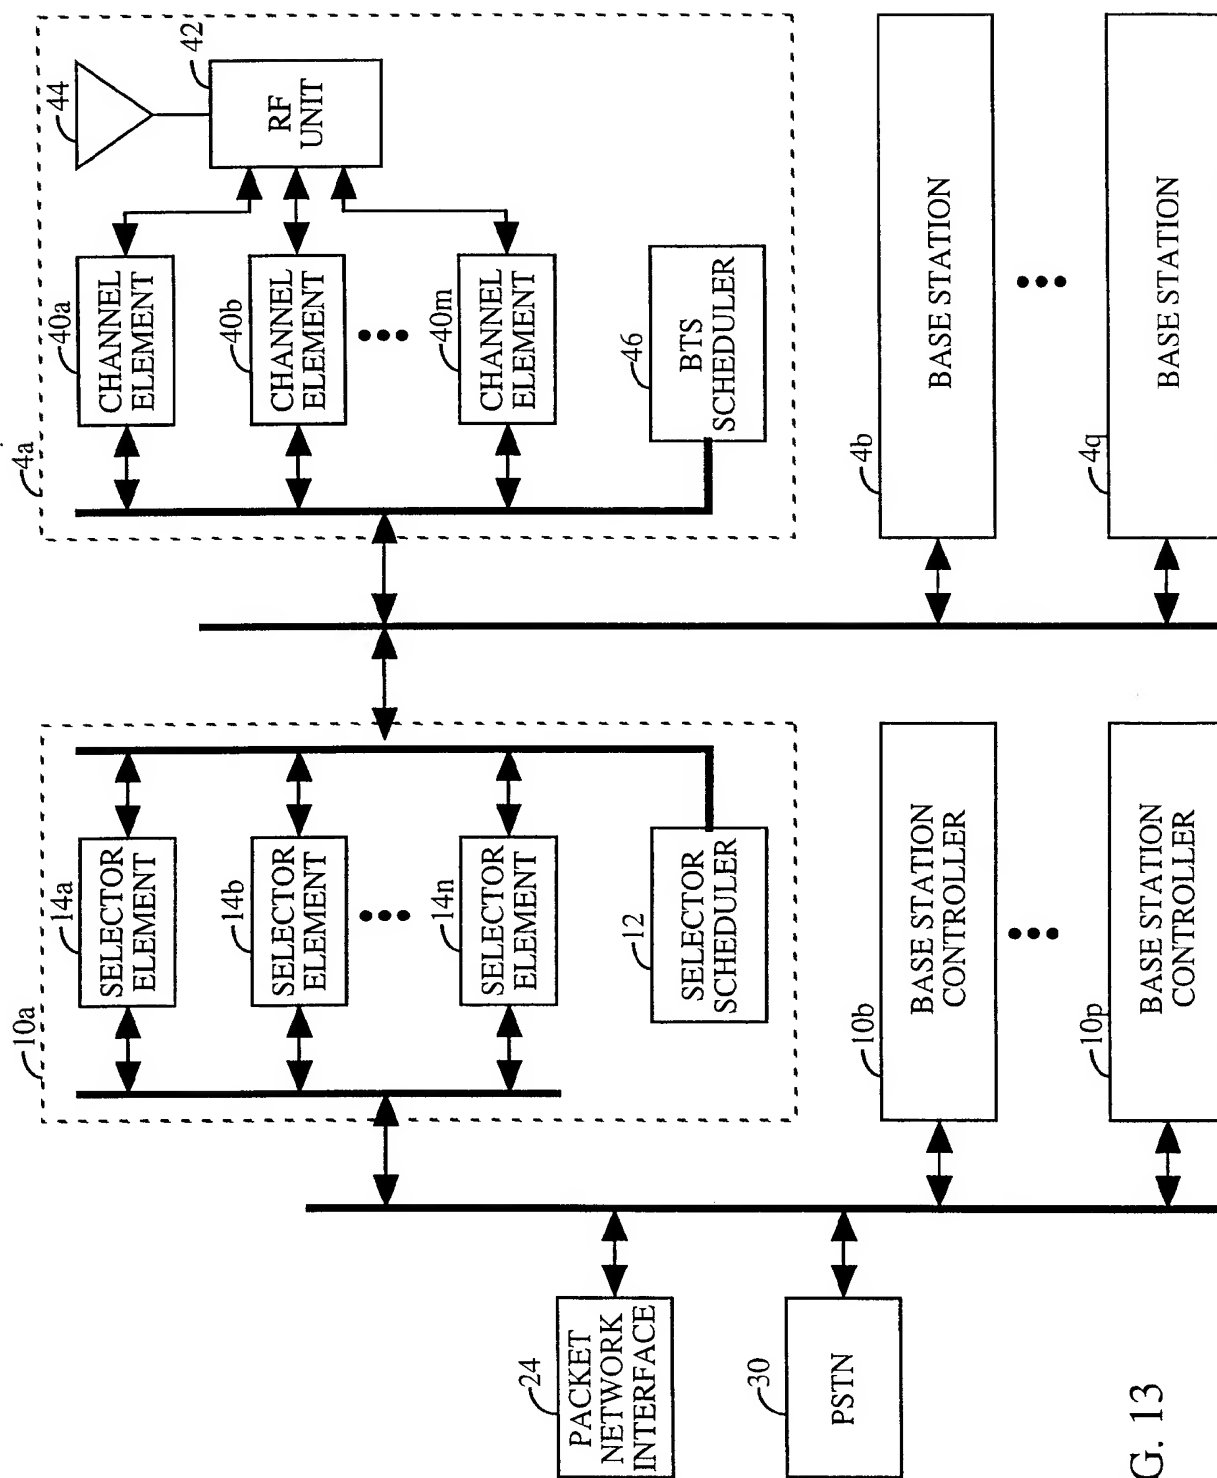 4a
44
42
RF
UNIT
40a
CHANNEL
ELEMENT
40b
CHANNEL
ELEMENT
40m
CHANNEL
ELEMENT
46
BTS
SCHEDULER
4b
BASE STATION
4q
BASE STATION
10a
14a
SELECTOR
ELEMENT
14b
SELECTOR
ELEMENT
14n
SELECTOR
ELEMENT
12
SELECTOR
SCHEDULER
10b
BASE STATION
CONTROLLER
10p
BASE STATION
CONTROLLER
24
PACKET
NETWORK
INTERFACE
30
PSTN
G. 13